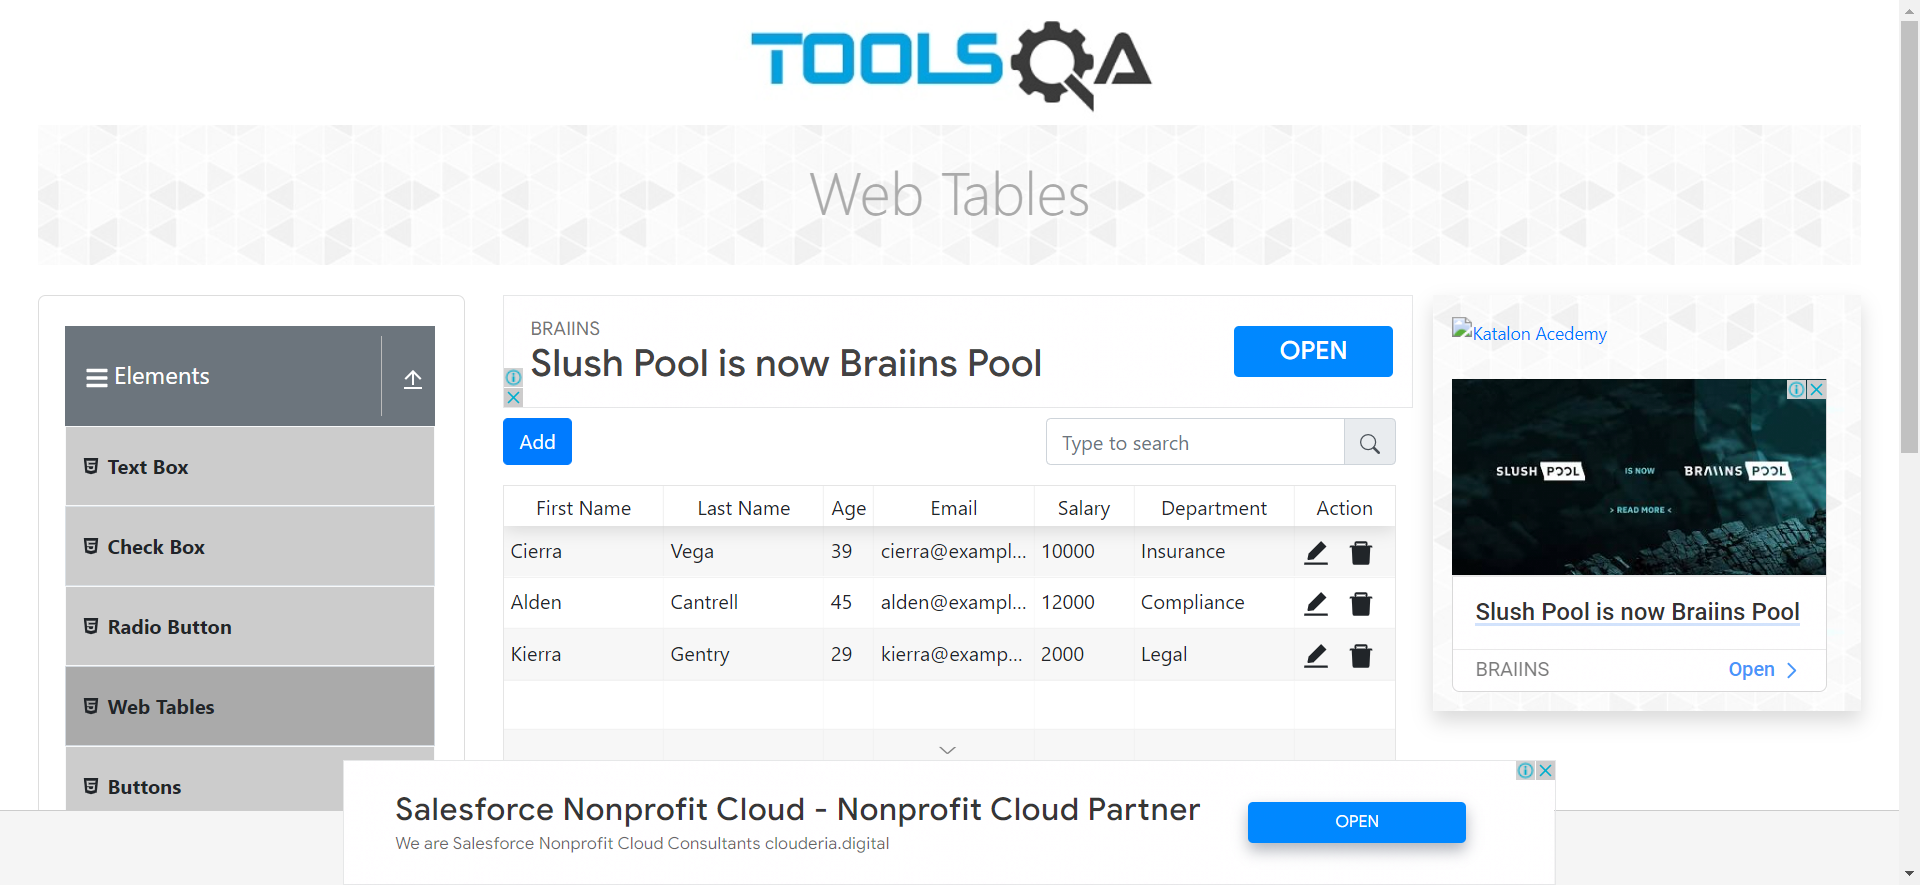 TOOLSQA
Web Tables
Elements
Text Box
Check Box
Radio Button
Web Tables
Buttons
BRAIINS
Slush Pool is now Braiins Pool
OPEN
Add
Type to search
First Name Last Name Age Email Salary Department Action
Cierra Vega 39 cierra@exampl... 10000 Insurance
Alden Cantrell 45 alden@exampl... 12000 Compliance
Kierra Gentry 29 kierra@examp... 2000 Legal
Katalon Acedemy
SLUSH POOL IS NOW BRAIINS POOL
> READ MORE <
Slush Pool is now Braiins Pool
BRAIINS Open
Salesforce Nonprofit Cloud - Nonprofit Cloud Partner
We are Salesforce Nonprofit Cloud Consultants clouderia.digital
OPEN